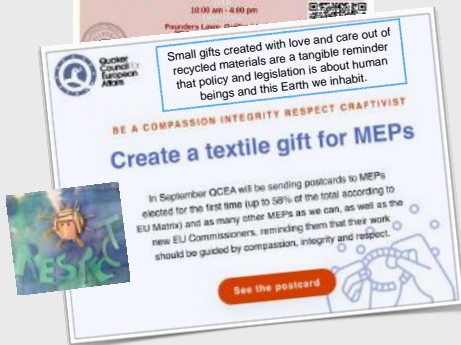 10:00 am - 4:00 pm
Founders Lawn,
Quaker
Council for
European
Affairs
Small gifts created with love and care out of
recycled materials are a tangible reminder
that policy and legislation is about human
beings and this Earth we inhabit.
BE A COMPASSION INTEGRITY RESPECT CRAFTIVIST
Create a textile gift for MEPs
In September QCEA will be sending postcards to MEPs
elected for the first time (up to 58% of the total according to
EU Matrix) and as many other MEPs as we can, as well as the
new EU Commissioners, reminding them that their work
should be guided by compassion, integrity and respect.
RESPECT
See the postcard